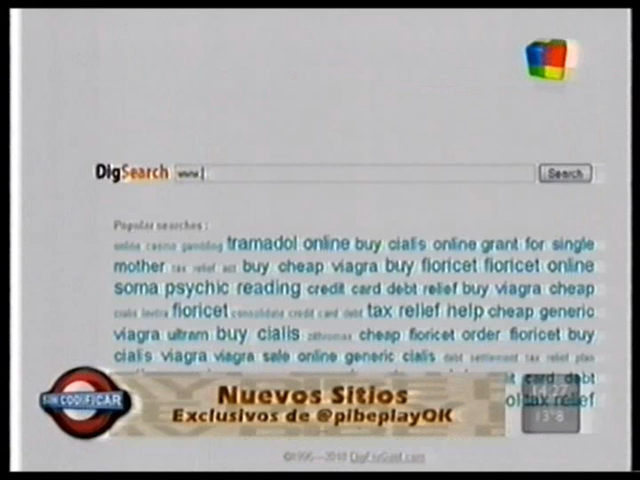 DigSearch www Search
Popular searches:
online casino gambling tramadol online buy cialis online grant for single
mother tax relief act buy cheap viagra buy fioricet fioricet online
soma psychic reading credit card debt relief buy viagra cheap
cialis levitra fioricet consolidate credit card debt tax relief help cheap generic
viagra ultram buy cialis zithromax cheap fioricet order fioricet buy
cialis viagra viagra sale online generic cialis debt settlement tax relief plan
card debt
tax relief
SIN CODIFICAR
Nuevos Sitios
Exclusivos de @pibeplayOK
14:27
13°8